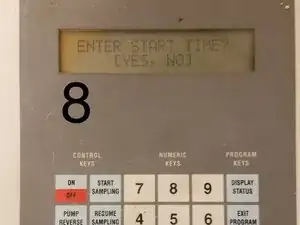 ENTER START TIME?
[YES, NO]
8
CONTROL KEYS
NUMERIC KEYS
PROGRAM KEYS
ON OFF
START SAMPLING
7
8
9
DISPLAY STATUS
PUMP REVERSE
RESUME SAMPLING
4
5
6
EXIT PROGRAM